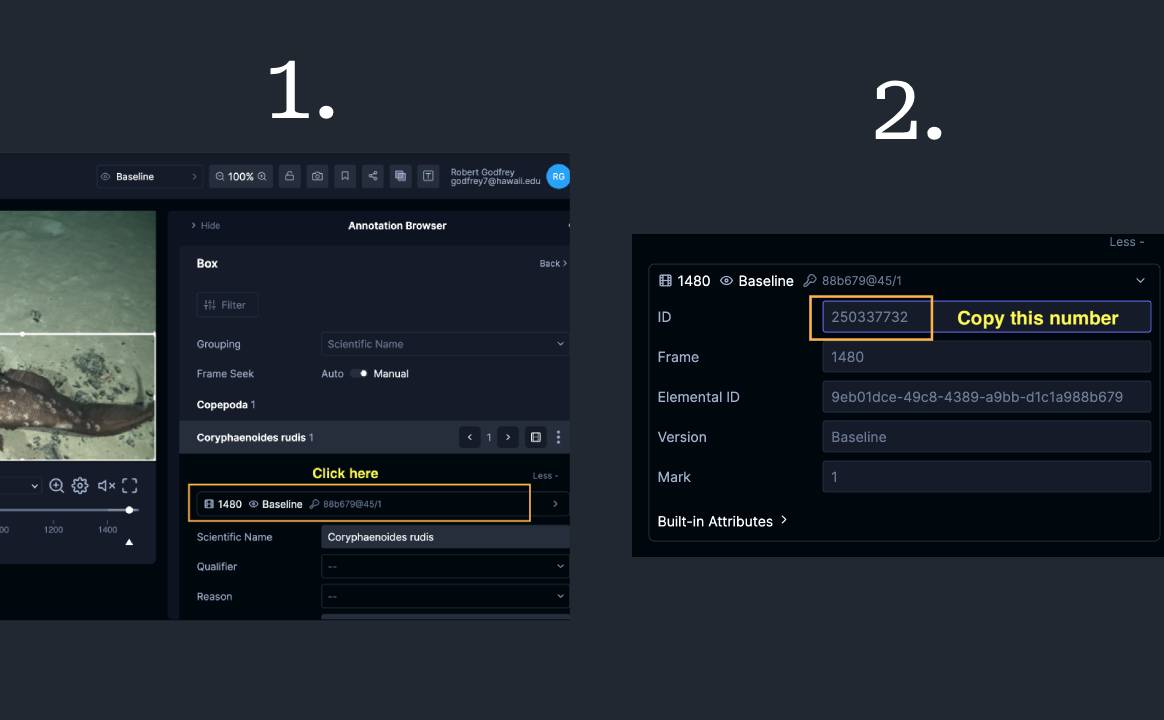 1.
Baseline
100%
Robert Godfrey
godfrey7@hawaii.edu
RG
Hide
Annotation Browser
Box
Back
Filter
Grouping
Scientific Name
Frame Seek
Auto
Manual
Copepoda 1
Coryphaenoides rudis 1
1
Click here
Less -
1480 Baseline 88b679@45/1
Scientific Name
Coryphaenoides rudis
Qualifier
--
Reason
--
1200
1400
2.
Less -
1480 Baseline 88b679@45/1
ID
250337732
Copy this number
Frame
1480
Elemental ID
9eb01dce-49c8-4389-a9bb-d1c1a988b679
Version
Baseline
Mark
1
Built-in Attributes